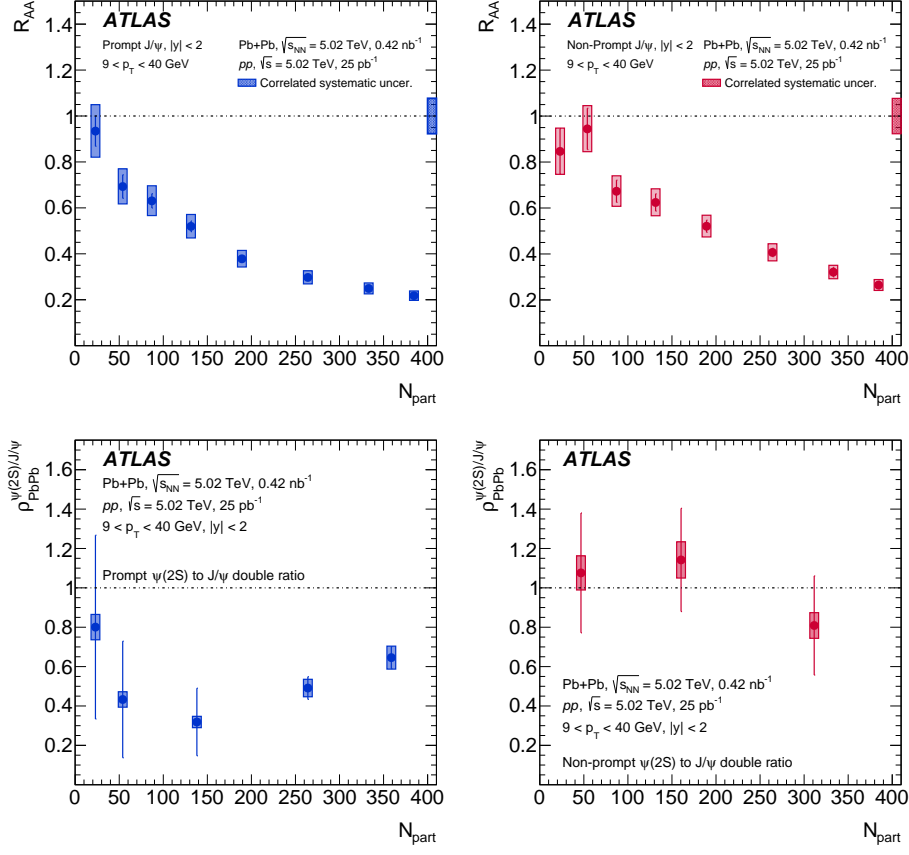 R_AA
1.4
1.2
1
0.8
0.6
0.4
0.2
ATLAS
Prompt J/ψ, |y| < 2
9 < p_T < 40 GeV
Pb+Pb, √s_NN = 5.02 TeV, 0.42 nb⁻¹
pp, √s = 5.02 TeV, 25 pb⁻¹
Correlated systematic uncer.
0 50 100 150 200 250 300 350 400
N_part
R_AA
1.4
1.2
1
0.8
0.6
0.4
0.2
ATLAS
Non-Prompt J/ψ, |y| < 2
9 < p_T < 40 GeV
Pb+Pb, √s_NN = 5.02 TeV, 0.42 nb⁻¹
pp, √s = 5.02 TeV, 25 pb⁻¹
Correlated systematic uncer.
0 50 100 150 200 250 300 350 400
N_part
ρ_PbPb^ψ(2S)/J/ψ
1.6
1.4
1.2
1
0.8
0.6
0.4
0.2
ATLAS
Pb+Pb, √s_NN = 5.02 TeV, 0.42 nb⁻¹
pp, √s = 5.02 TeV, 25 pb⁻¹
9 < p_T < 40 GeV, |y| < 2
Prompt ψ(2S) to J/ψ double ratio
0 50 100 150 200 250 300 350 400
N_part
ρ_PbPb^ψ(2S)/J/ψ
1.6
1.4
1.2
1
0.8
0.6
0.4
0.2
ATLAS
Pb+Pb, √s_NN = 5.02 TeV, 0.42 nb⁻¹
pp, √s = 5.02 TeV, 25 pb⁻¹
9 < p_T < 40 GeV, |y| < 2
Non-prompt ψ(2S) to J/ψ double ratio
0 50 100 150 200 250 300 350 400
N_part